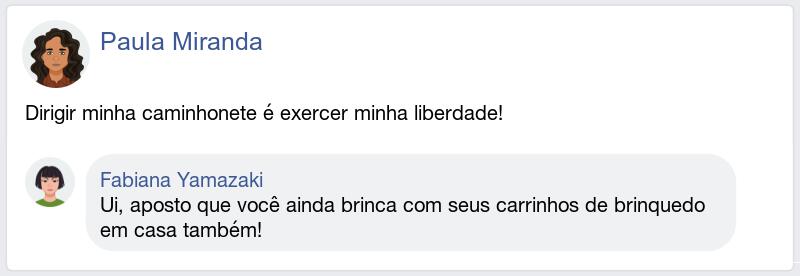 Paula Miranda
Dirigir minha caminhonete é exercer minha liberdade!
Fabiana Yamazaki
Ui, aposto que você ainda brinca com seus carrinhos de brinquedo
em casa também!